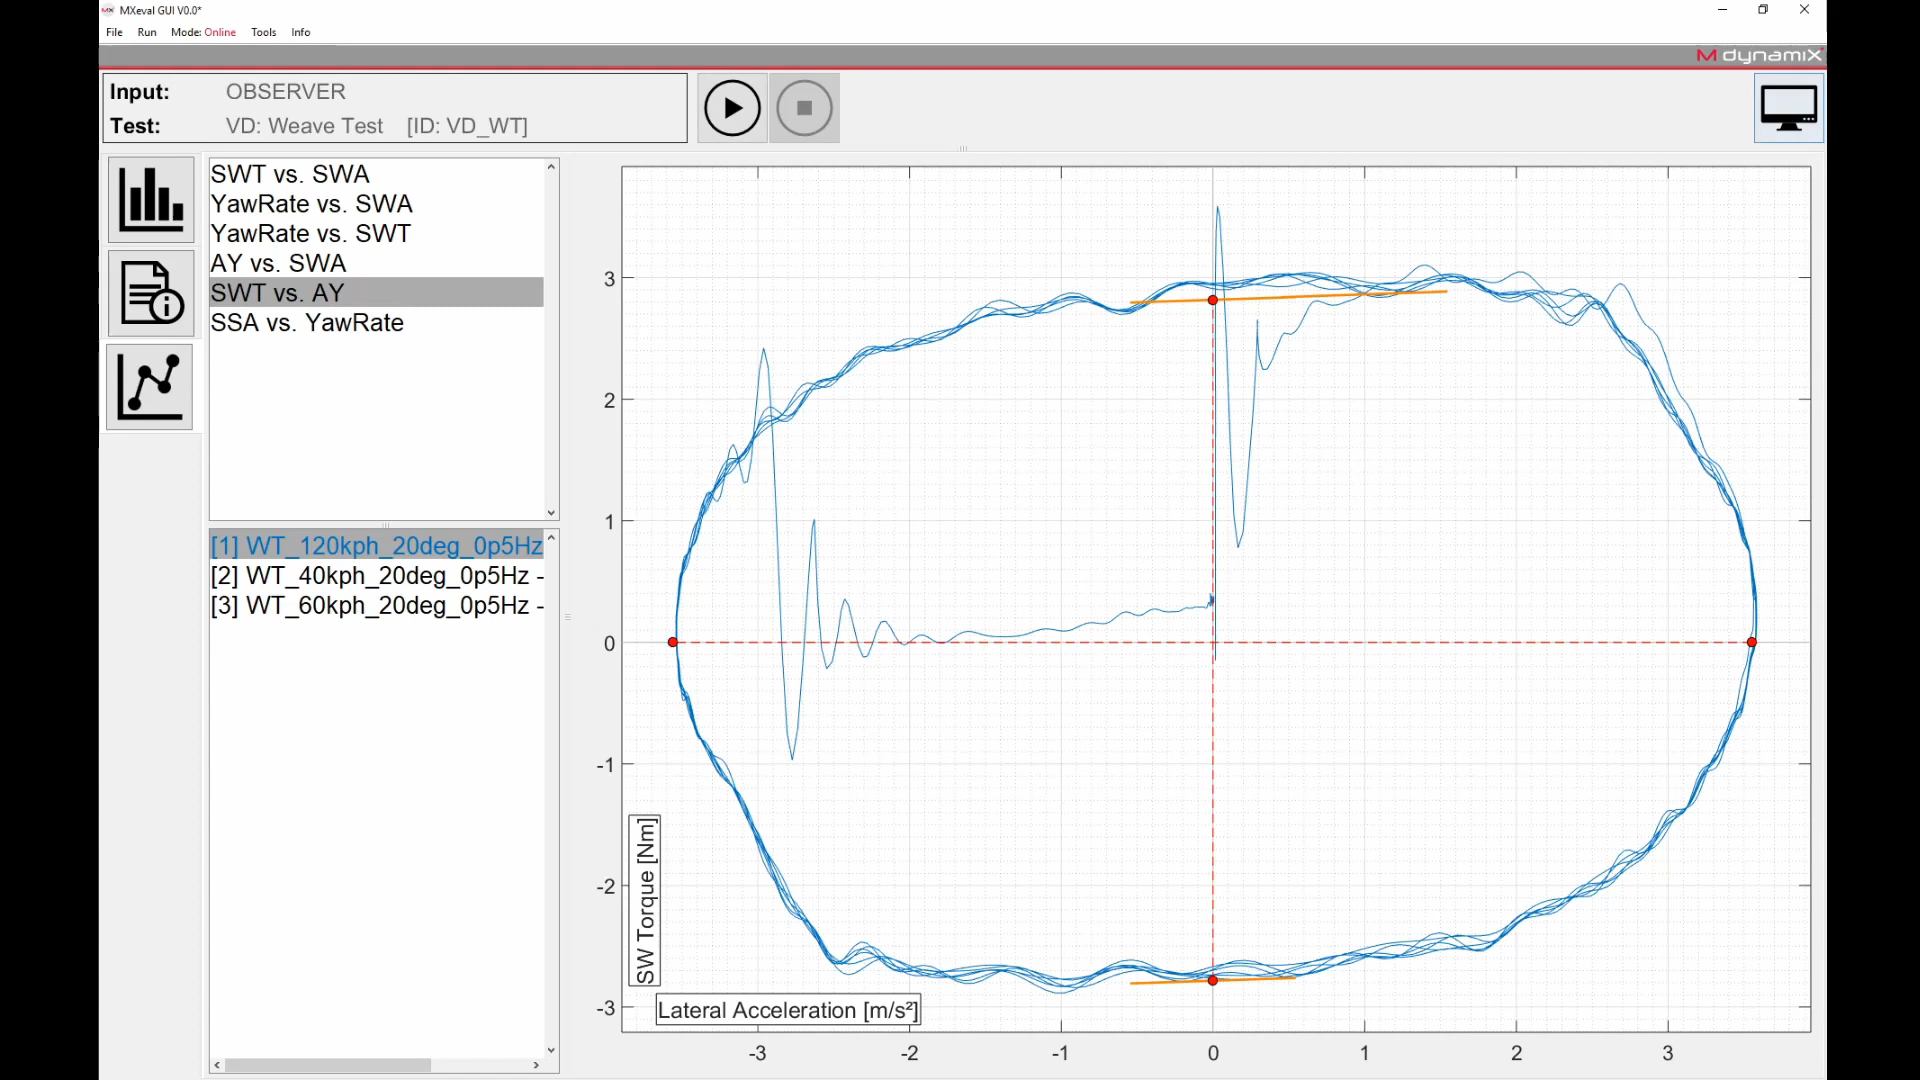 MX MXeval GUI V0.0*
File Run Mode: Online Tools Info
M dynamiX
Input: OBSERVER
Test: VD: Weave Test [ID: VD_WT]
SWT vs. SWA
YawRate vs. SWA
YawRate vs. SWT
AY vs. SWA
SWT vs. AY
SSA vs. YawRate
[1] WT_120kph_20deg_0p5Hz
[2] WT_40kph_20deg_0p5Hz -
[3] WT_60kph_20deg_0p5Hz -
3
2
1
0
-1
-2
-3
SW Torque [Nm]
Lateral Acceleration [m/s²]
-3 -2 -1 0 1 2 3